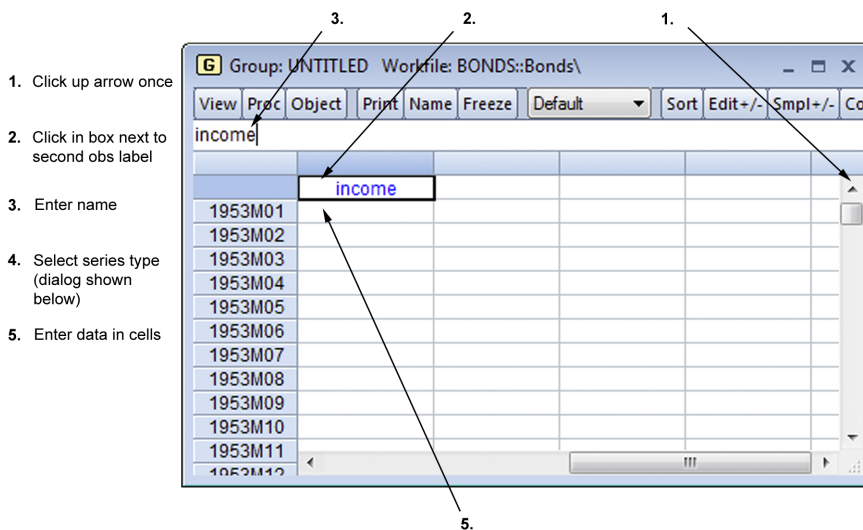 3.
2.
1.
1. Click up arrow once
2. Click in box next to
second obs label
3. Enter name
4. Select series type
(dialog shown
below)
5. Enter data in cells
G Group: UNTITLED Workfile: BONDS::Bonds\
View Proc Object Print Name Freeze Default Sort Edit+/- Smpl+/- Co
income
income
1953M01
1953M02
1953M03
1953M04
1953M05
1953M06
1953M07
1953M08
1953M09
1953M10
1953M11
1953M12
5.